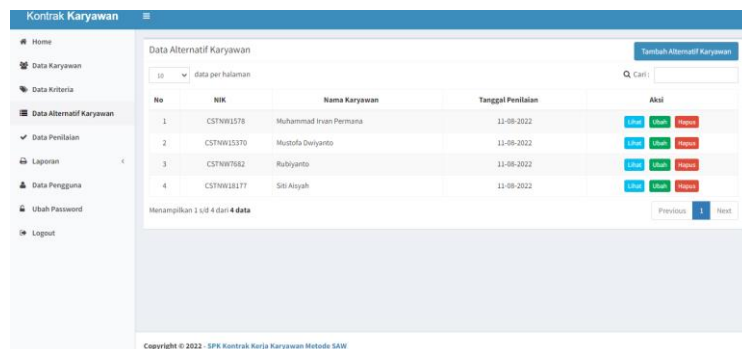 Kontrak Karyawan
Home
Data Karyawan
Data Kriteria
Data Alternatif Karyawan
Data Penilaian
Laporan
Data Pengguna
Ubah Password
Logout
Data Alternatif Karyawan
Tambah Alternatif Karyawan
10 data per halaman
Cari :
No NIK Nama Karyawan Tanggal Penilaian Aksi
1 CSTNW1578 Muhammad Irvan Permana 11-08-2022 Lihat Ubah Hapus
2 CSTNW15370 Mustofa Dwiyanto 11-08-2022 Lihat Ubah Hapus
3 CSTNW7682 Rubiyanto 11-08-2022 Lihat Ubah Hapus
4 CSTNW18177 Siti Aisyah 11-08-2022 Lihat Ubah Hapus
Menampilkan 1 s/d 4 dari 4 data
Previous 1 Next
Copyright © 2022 - SPK Kontrak Kerja Karyawan Metode SAW